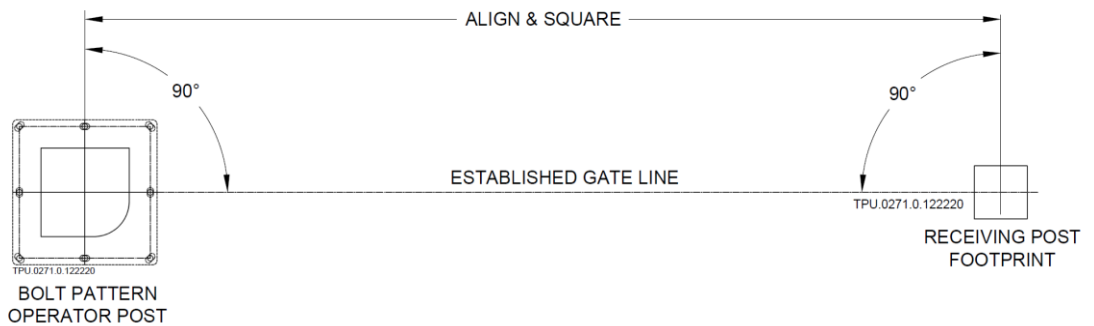 ALIGN & SQUARE
90°
90°
ESTABLISHED GATE LINE
TPU.0271.0.122220
RECEIVING POST
FOOTPRINT
TPU.0271.0.122220
BOLT PATTERN
OPERATOR POST